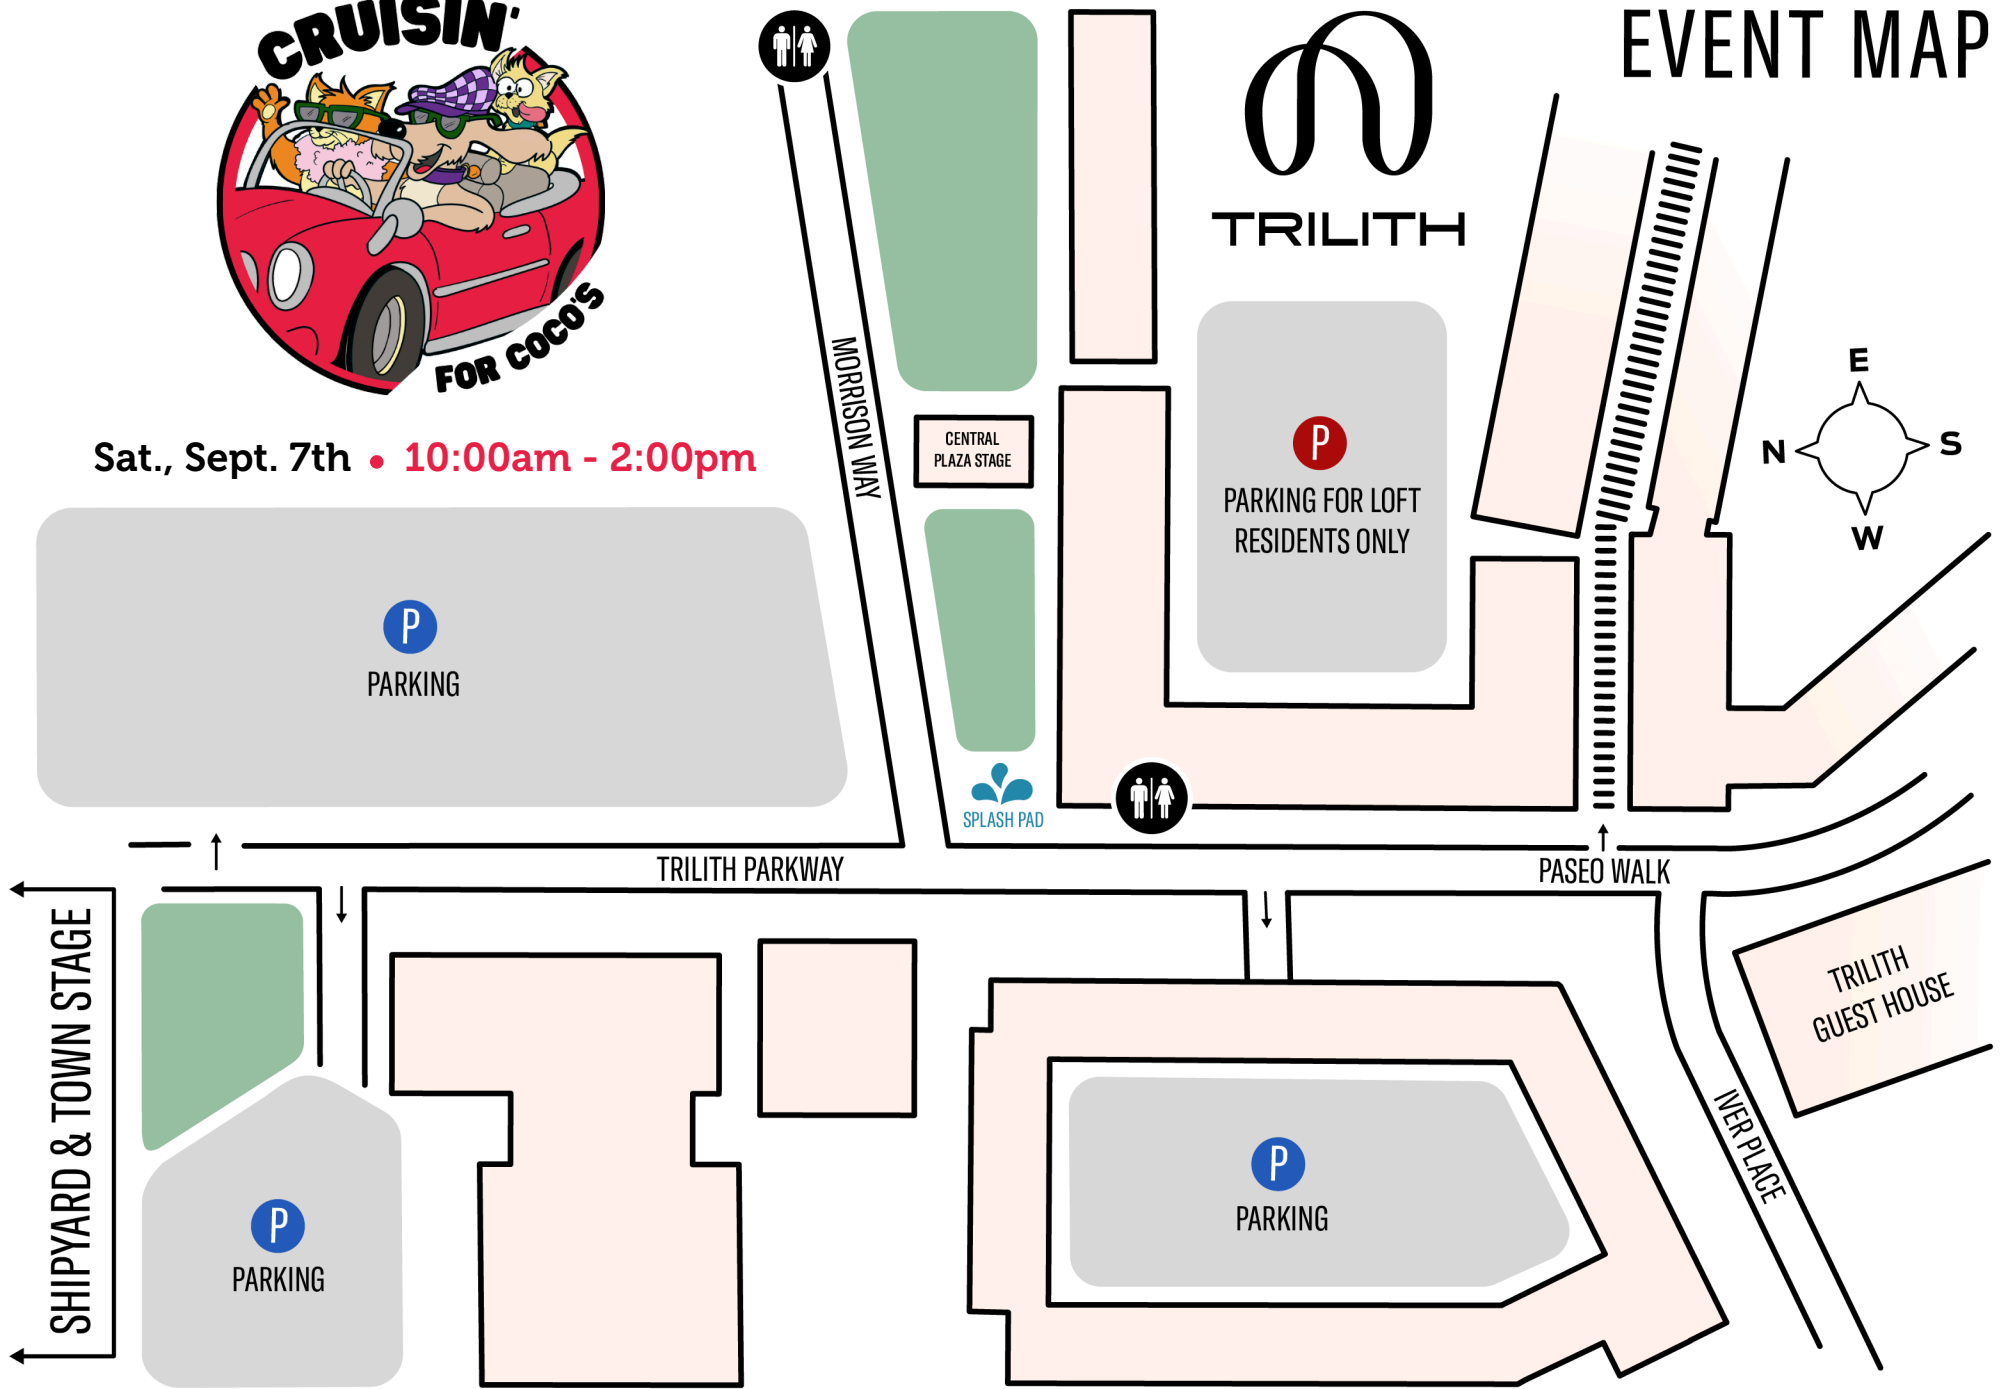 CRUISIN'
FOR COCO'S
Sat., Sept. 7th • 10:00am - 2:00pm
EVENT MAP
TRILITH
MORRISON WAY
CENTRAL
PLAZA STAGE
P
PARKING FOR LOFT
RESIDENTS ONLY
E
N
S
W
P
PARKING
SPLASH PAD
TRILITH PARKWAY
PASEO WALK
SHIPYARD & TOWN STAGE
TRILITH
GUEST HOUSE
IVER PLACE
P
PARKING
P
PARKING